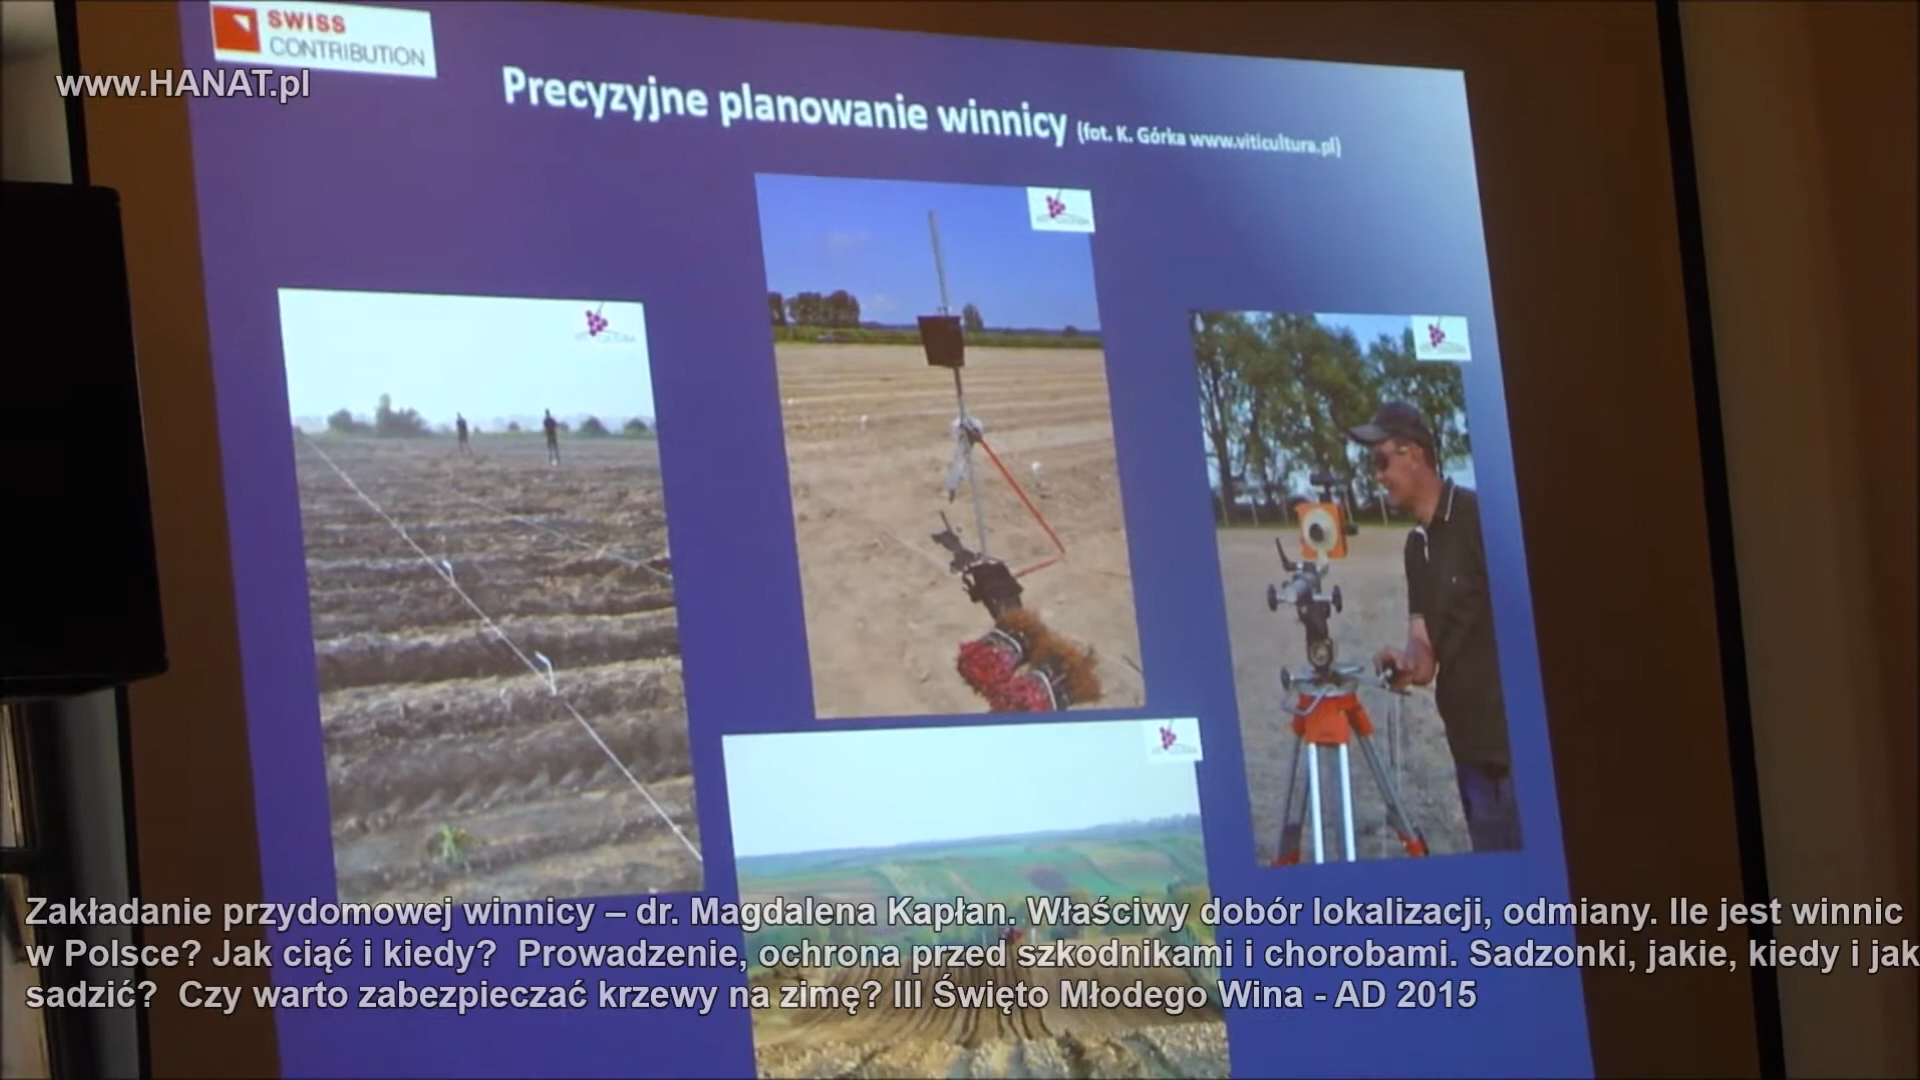 SWISS
CONTRIBUTION
www.HANAT.pl
Precyzyjne planowanie winnicy (fot. K. Górka www.viticultura.pl)
Zakładanie przydomowej winnicy – dr. Magdalena Kapłan. Właściwy dobór lokalizacji, odmiany. Ile jest winnic
w Polsce? Jak ciąć i kiedy?  Prowadzenie, ochrona przed szkodnikami i chorobami. Sadzonki, jakie, kiedy i jak
sadzić?  Czy warto zabezpieczać krzewy na zimę? III Święto Młodego Wina - AD 2015